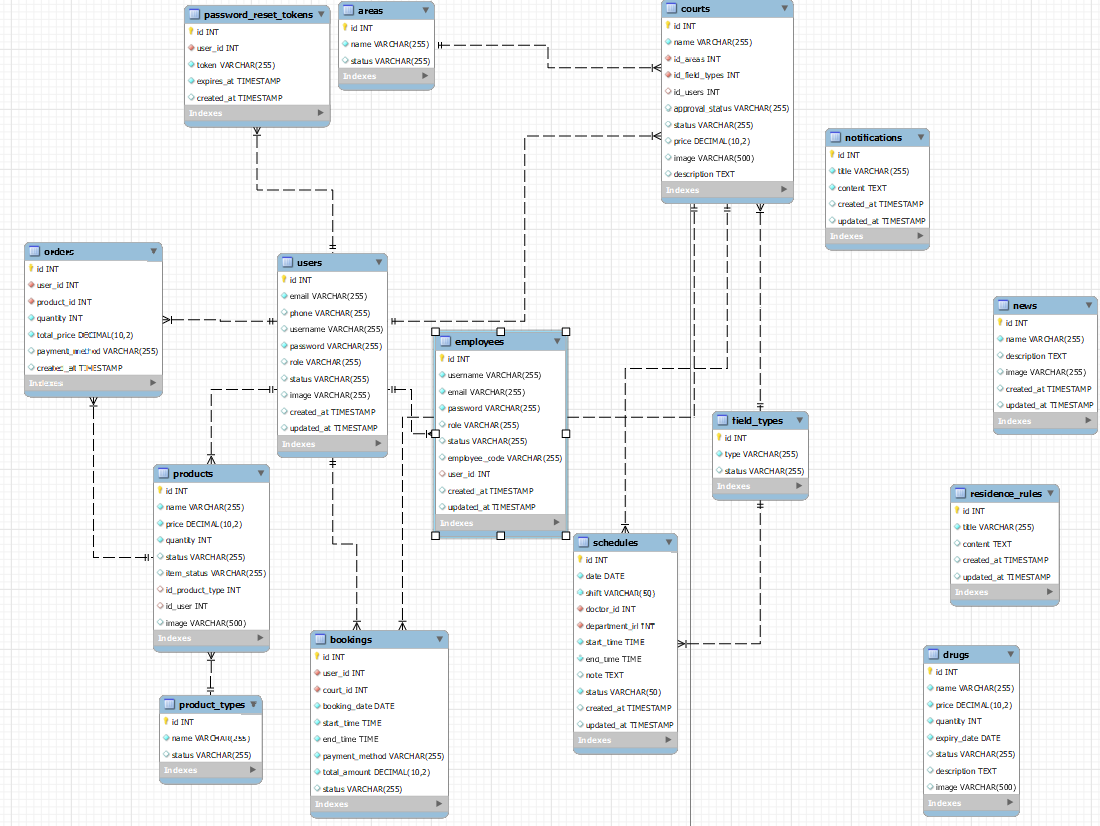 password_reset_tokens
id INT
user_id INT
token VARCHAR(255)
expires_at TIMESTAMP
created_at TIMESTAMP
Indexes
areas
id INT
name VARCHAR(255)
status VARCHAR(255)
Indexes
courts
id INT
name VARCHAR(255)
id_areas INT
id_field_types INT
id_users INT
approval_status VARCHAR(255)
status VARCHAR(255)
price DECIMAL(10,2)
image VARCHAR(500)
description TEXT
Indexes
notifications
id INT
title VARCHAR(255)
content TEXT
created_at TIMESTAMP
updated_at TIMESTAMP
Indexes
orders
id INT
user_id INT
product_id INT
quantity INT
total_price DECIMAL(10,2)
payment_method VARCHAR(255)
created_at TIMESTAMP
Indexes
users
id INT
email VARCHAR(255)
phone VARCHAR(255)
username VARCHAR(255)
password VARCHAR(255)
role VARCHAR(255)
status VARCHAR(255)
image VARCHAR(255)
created_at TIMESTAMP
updated_at TIMESTAMP
Indexes
employees
id INT
username VARCHAR(255)
email VARCHAR(255)
password VARCHAR(255)
role VARCHAR(255)
status VARCHAR(255)
employee_code VARCHAR(255)
user_id INT
created_at TIMESTAMP
updated_at TIMESTAMP
Indexes
news
id INT
name VARCHAR(255)
description TEXT
image VARCHAR(255)
created_at TIMESTAMP
updated_at TIMESTAMP
Indexes
field_types
id INT
type VARCHAR(255)
status VARCHAR(255)
Indexes
products
id INT
name VARCHAR(255)
price DECIMAL(10,2)
quantity INT
status VARCHAR(255)
item_status VARCHAR(255)
id_product_type INT
id_user INT
image VARCHAR(500)
Indexes
residence_rules
id INT
title VARCHAR(255)
content TEXT
created_at TIMESTAMP
updated_at TIMESTAMP
Indexes
schedules
id INT
date DATE
shift VARCHAR(50)
doctor_id INT
INT
start_time TIME
end_time TIME
note TEXT
status VARCHAR(50)
created_at TIMESTAMP
updated_at TIMESTAMP
Indexes
bookings
id INT
user_id INT
court_id INT
booking_date DATE
start_time TIME
end_time TIME
payment_method VARCHAR(255)
total_amount DECIMAL(10,2)
status VARCHAR(255)
Indexes
product_types
id INT
name VARCHAR(255)
status VARCHAR(255)
Indexes
drugs
id INT
name VARCHAR(255)
price DECIMAL(10,2)
quantity INT
expiry_date DATE
status VARCHAR(255)
description TEXT
image VARCHAR(500)
Indexes